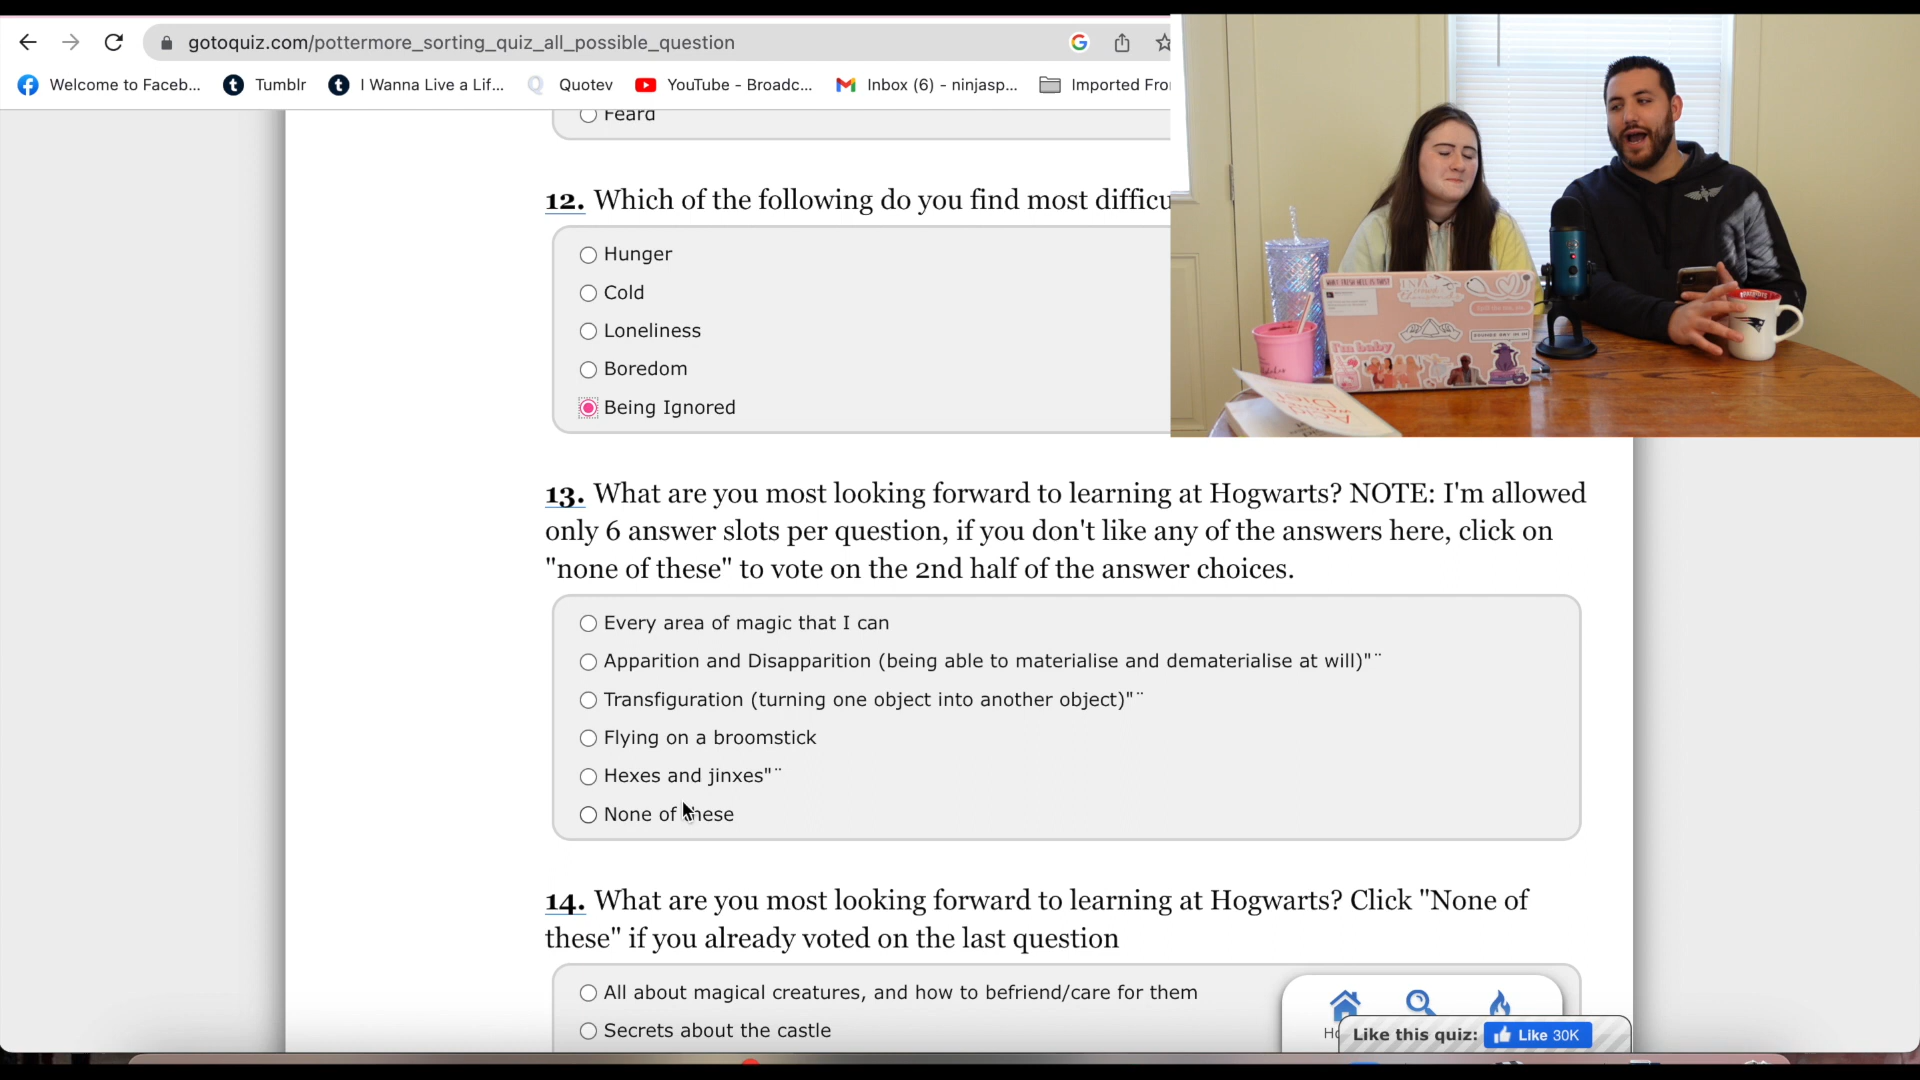 gotoquiz.com/pottermore_sorting_quiz_all_possible_question
Welcome to Faceb...
Tumblr
I Wanna Live a Lif...
Quotev
YouTube - Broadc...
Inbox (6) - ninjasp...
Imported Fro
Feard
12. Which of the following do you find most difficu
Hunger
Cold
Loneliness
Boredom
Being Ignored
I'm baby
13. What are you most looking forward to learning at Hogwarts? NOTE: I'm allowed
only 6 answer slots per question, if you don't like any of the answers here, click on
"none of these" to vote on the 2nd half of the answer choices.
Every area of magic that I can
Apparition and Disapparition (being able to materialise and dematerialise at will)"¨
Transfiguration (turning one object into another object)"¨
Flying on a broomstick
Hexes and jinxes"¨
None of these
14. What are you most looking forward to learning at Hogwarts? Click "None of
these" if you already voted on the last question
All about magical creatures, and how to befriend/care for them
Secrets about the castle
Like this quiz:
Like 30K